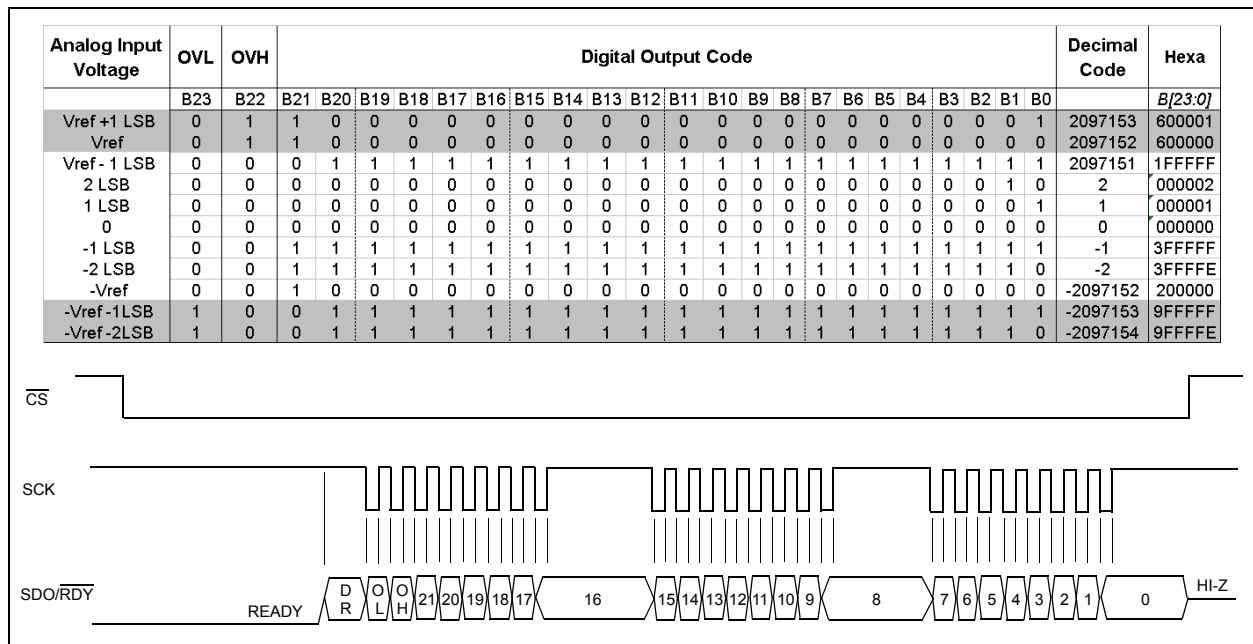 Analog Input Voltage OVL OVH Digital Output Code Decimal Code Hexa
B23 B22 B21 B20 B19 B18 B17 B16 B15 B14 B13 B12 B11 B10 B9 B8 B7 B6 B5 B4 B3 B2 B1 B0 B[23:0]
Vref +1 LSB 0 1 1 0 0 0 0 0 0 0 0 0 0 0 0 0 0 0 0 0 0 0 0 1 2097153 600001
Vref 0 1 1 0 0 0 0 0 0 0 0 0 0 0 0 0 0 0 0 0 0 0 0 0 2097152 600000
Vref - 1 LSB 0 0 0 1 1 1 1 1 1 1 1 1 1 1 1 1 1 1 1 1 1 1 1 1 2097151 1FFFFF
2 LSB 0 0 0 0 0 0 0 0 0 0 0 0 0 0 0 0 0 0 0 0 0 0 1 0 2 000002
1 LSB 0 0 0 0 0 0 0 0 0 0 0 0 0 0 0 0 0 0 0 0 0 0 0 1 1 000001
0 0 0 0 0 0 0 0 0 0 0 0 0 0 0 0 0 0 0 0 0 0 0 0 0 0 000000
-1 LSB 0 0 1 1 1 1 1 1 1 1 1 1 1 1 1 1 1 1 1 1 1 1 1 1 -1 3FFFFF
-2 LSB 0 0 1 1 1 1 1 1 1 1 1 1 1 1 1 1 1 1 1 1 1 1 1 0 -2 3FFFFE
-Vref 0 0 1 0 0 0 0 0 0 0 0 0 0 0 0 0 0 0 0 0 0 0 0 0 -2097152 200000
-Vref -1LSB 1 0 0 1 1 1 1 1 1 1 1 1 1 1 1 1 1 1 1 1 1 1 1 1 -2097153 9FFFFF
-Vref -2LSB 1 0 0 1 1 1 1 1 1 1 1 1 1 1 1 1 1 1 1 1 1 1 1 0 -2097154 9FFFFE
CS
SCK
SDO/RDY READY DR OL OH 21 20 19 18 17 16 15 14 13 12 11 10 9 8 7 6 5 4 3 2 1 0 HI-Z